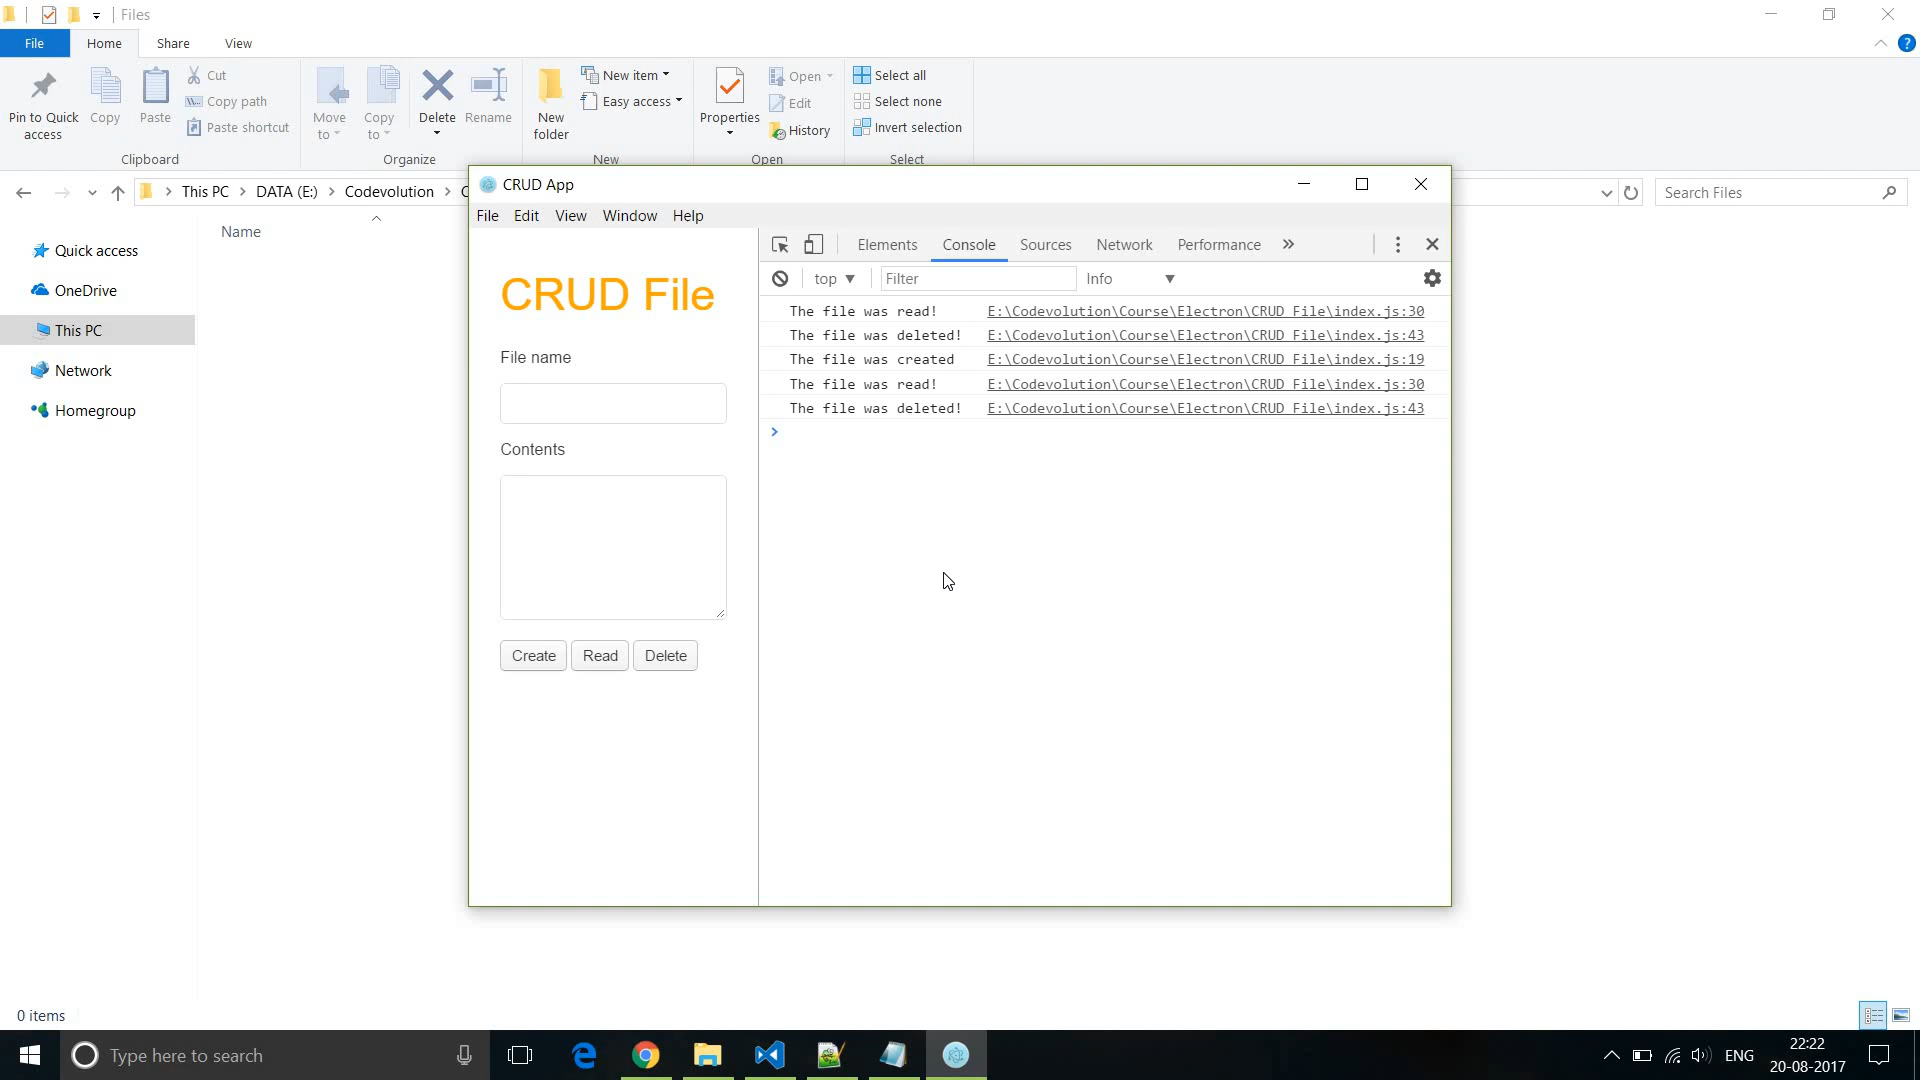 Files
File Home Share View
Pin to Quick access
Copy
Paste
Cut
Copy path
Paste shortcut
Clipboard
Move to
Copy to
Delete
Rename
Organize
New folder
New item
Easy access
New
Properties
Open
Edit
History
Open
Select all
Select none
Invert selection
Select
This PC DATA (E:) Codevolution
Search Files
Name
Quick access
OneDrive
This PC
Network
Homegroup
0 items
CRUD App
File Edit View Window Help
CRUD File
File name
Contents
Create Read Delete
Elements Console Sources Network Performance »
top ▼ Filter Info ▼
The file was read! E:\Codevolution\Course\Electron\CRUD File\index.js:30
The file was deleted! E:\Codevolution\Course\Electron\CRUD File\index.js:43
The file was created E:\Codevolution\Course\Electron\CRUD File\index.js:19
The file was read! E:\Codevolution\Course\Electron\CRUD File\index.js:30
The file was deleted! E:\Codevolution\Course\Electron\CRUD File\index.js:43
Type here to search
ENG
22:22
20-08-2017